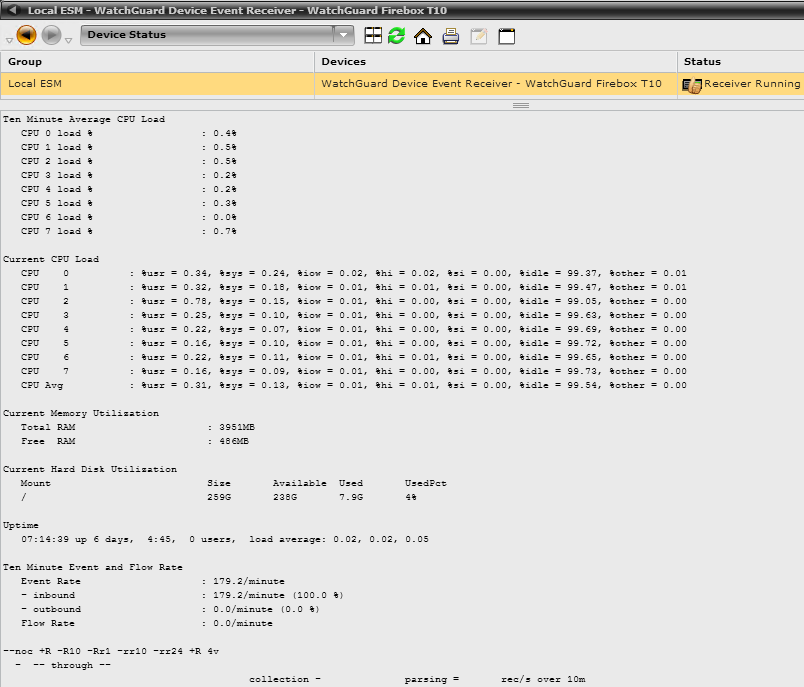 Local ESM - WatchGuard Device Event Receiver - WatchGuard Firebox T10
Device Status
Group Devices Status
Local ESM WatchGuard Device Event Receiver - WatchGuard Firebox T10 Receiver Running
Ten Minute Average CPU Load
CPU 0 load % : 0.4%
CPU 1 load % : 0.5%
CPU 2 load % : 0.5%
CPU 3 load % : 0.2%
CPU 4 load % : 0.2%
CPU 5 load % : 0.3%
CPU 6 load % : 0.0%
CPU 7 load % : 0.7%
Current CPU Load
CPU 0 : %usr = 0.34, %sys = 0.24, %iow = 0.02, %hi = 0.02, %si = 0.00, %idle = 99.37, %other = 0.01
CPU 1 : %usr = 0.32, %sys = 0.18, %iow = 0.01, %hi = 0.01, %si = 0.00, %idle = 99.47, %other = 0.01
CPU 2 : %usr = 0.78, %sys = 0.15, %iow = 0.01, %hi = 0.00, %si = 0.00, %idle = 99.05, %other = 0.00
CPU 3 : %usr = 0.25, %sys = 0.10, %iow = 0.01, %hi = 0.00, %si = 0.00, %idle = 99.63, %other = 0.00
CPU 4 : %usr = 0.22, %sys = 0.07, %iow = 0.01, %hi = 0.00, %si = 0.00, %idle = 99.69, %other = 0.00
CPU 5 : %usr = 0.16, %sys = 0.10, %iow = 0.01, %hi = 0.00, %si = 0.00, %idle = 99.72, %other = 0.00
CPU 6 : %usr = 0.22, %sys = 0.11, %iow = 0.01, %hi = 0.01, %si = 0.00, %idle = 99.65, %other = 0.00
CPU 7 : %usr = 0.16, %sys = 0.09, %iow = 0.01, %hi = 0.00, %si = 0.00, %idle = 99.73, %other = 0.00
CPU Avg : %usr = 0.31, %sys = 0.13, %iow = 0.01, %hi = 0.01, %si = 0.00, %idle = 99.54, %other = 0.00
Current Memory Utilization
Total RAM : 3951MB
Free RAM : 486MB
Current Hard Disk Utilization
Mount Size Available Used UsedPct
/ 259G 238G 7.9G 4%
Uptime
07:14:39 up 6 days, 4:45, 0 users, load average: 0.02, 0.02, 0.05
Ten Minute Event and Flow Rate
Event Rate : 179.2/minute
- inbound : 179.2/minute (100.0 %)
- outbound : 0.0/minute (0.0 %)
Flow Rate : 0.0/minute
--noc +R -R10 -Rr1 -rr10 -rr24 +R 4v
- -- through --
collection - parsing = rec/s over 10m